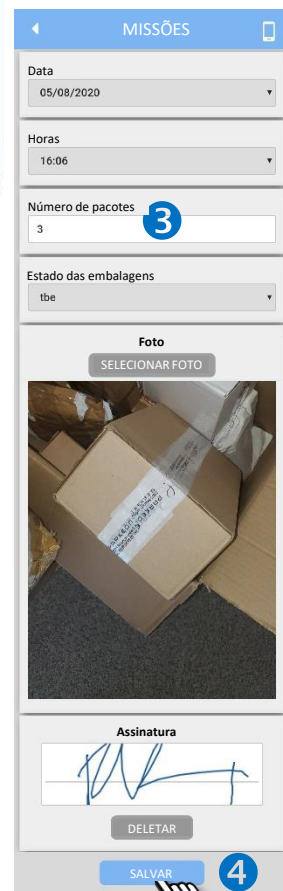 MISSÕES
Data
05/08/2020
Horas
16:06
Número de pacotes
3
3
Estado das embalagens
tbe
Foto
SELECIONAR FOTO
Assinatura
DELETAR
SALVAR
4